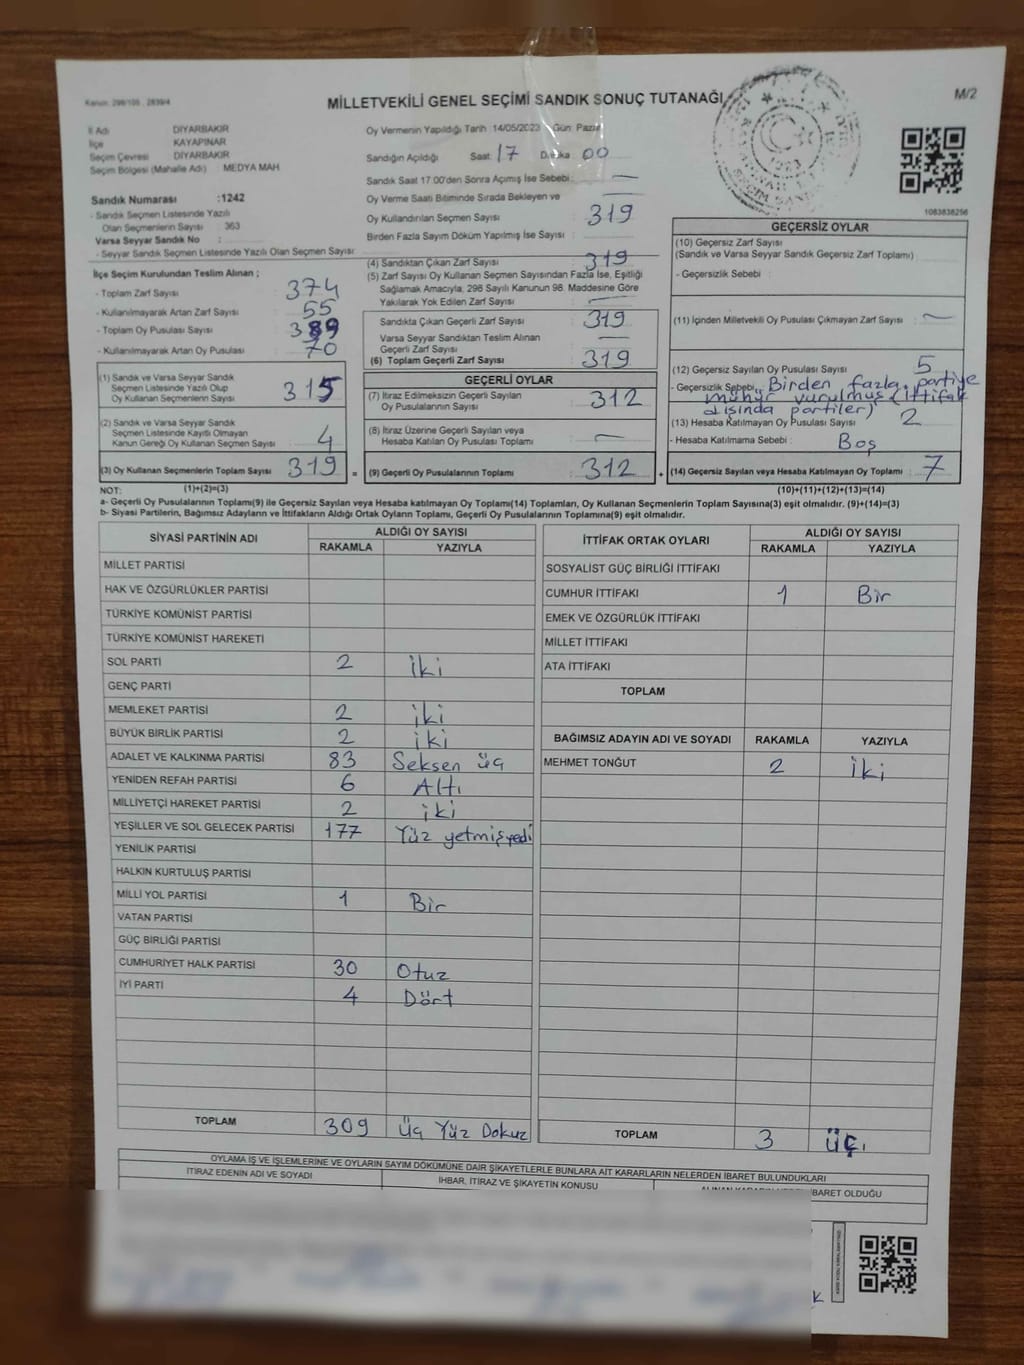 Kanun: 298/105 , 2839/4
MİLLETVEKİLİ GENEL SEÇİMİ SANDIK SONUÇ TUTANAĞI
M/2
İl Adı DİYARBAKIR
İlçe KAYAPINAR
Seçim Çevresi DİYARBAKIR
Seçim Bölgesi (Mahalle Adı) : MEDYA MAH
Sandık Numarası :1242
- Sandık Seçmen Listesinde Yazılı
Olan Seçmenlerin Sayısı : 363
Varsa Seyyar Sandık No :
- Seyyar Sandık Seçmen Listesinde Yazılı Olan Seçmen Sayısı:
İlçe Seçim Kurulundan Teslim Alınan ;
- Toplam Zarf Sayısı : 374
- Kullanılmayarak Artan Zarf Sayısı : 55
- Toplam Oy Pusulası Sayısı : 389
- Kullanılmayarak Artan Oy Pusulası : 70
Oy Vermenin Yapıldığı Tarih :14/05/2023 Gün: Pazar
Sandığın Açıldığı Saat: 17 Dakika 00
Sandık Saat 17:00'den Sonra Açımış İse Sebebi : —
Oy Verme Saati Bitiminde Sırada Bekleyen ve —
Oy Kullandırılan Seçmen Sayısı : 319
Birden Fazla Sayım Döküm Yapılmış İse Sayısı :
(4) Sandıktan Çıkan Zarf Sayısı : 319
(5) Zarf Sayısı Oy Kullanan Seçmen Sayısından Fazla İse, Eşitliği
Sağlamak Amacıyla, 298 Sayılı Kanunun 98. Maddesine Göre
Yakılarak Yok Edilen Zarf Sayısı : —
Sandıkta Çıkan Geçerli Zarf Sayısı : 319
Varsa Seyyar Sandıktan Teslim Alınan
Geçerli Zarf Sayısı : —
(6) Toplam Geçerli Zarf Sayısı : 319
1083838256
GEÇERSİZ OYLAR
(10) Geçersiz Zarf Sayısı
(Sandık ve Varsa Seyyar Sandık Geçersiz Zarf Toplamı) :
- Geçersizlik Sebebi :
(11) İçinden Milletvekili Oy Pusulası Çıkmayan Zarf Sayısı : —
(12) Geçersiz Sayılan Oy Pusulası Sayısı : 5
- Geçersizlik Sebebi : Birden fazla partiye
mühür vurulmuş (İttifak
dışında partiler)
(13) Hesaba Katılmayan Oy Pusulası Sayısı : 2
- Hesaba Katılmama Sebebi : Boş
(14) Geçersiz Sayılan veya Hesaba Katılmayan Oy Toplamı : 7
(10)+(11)+(12)+(13)=(14)
(1) Sandık ve Varsa Seyyar Sandık
Seçmen Listesinde Yazılı Olup
Oy Kullanan Seçmenlerin Sayısı : 315
(2) Sandık ve Varsa Seyyar Sandık
Seçmen Listesinde Kayıtlı Olmayan
Kanun Gereği Oy Kullanan Seçmen Sayısı : 4
(3) Oy Kullanan Seçmenlerin Toplam Sayısı : 319 =
GEÇERLİ OYLAR
(7) İtiraz Edilmeksizin Geçerli Sayılan
Oy Pusulalarının Sayısı : 312
(8) İtiraz Üzerine Geçerli Sayılan veya
Hesaba Katılan Oy Pusulası Toplamı : —
(9) Geçerli Oy Pusulalarının Toplamı : 312 +
NOT: (1)+(2)=(3)
a- Geçerli Oy Pusulalarının Toplamı(9) ile Geçersiz Sayılan veya Hesaba katılmayan Oy Toplamı(14) Toplamları, Oy Kullanan Seçmenlerin Toplam Sayısına(3) eşit olmalıdır. (9)+(14)=(3)
b- Siyasi Partilerin, Bağımsız Adayların ve İttifakların Aldığı Ortak Oyların Toplamı, Geçerli Oy Pusulalarının Toplamına(9) eşit olmalıdır.
SİYASİ PARTİNİN ADI ALDIĞI OY SAYISI
RAKAMLA YAZIYLA
MİLLET PARTİSİ
HAK VE ÖZGÜRLÜKLER PARTİSİ
TÜRKİYE KOMÜNİST PARTİSİ
TÜRKİYE KOMÜNİST HAREKETİ
SOL PARTİ 2 iki
GENÇ PARTİ
MEMLEKET PARTİSİ 2 iki
BÜYÜK BİRLİK PARTİSİ 2 iki
ADALET VE KALKINMA PARTİSİ 83 Seksen üç
YENİDEN REFAH PARTİSİ 6 Altı
MİLLİYETÇİ HAREKET PARTİSİ 2 iki
YEŞİLLER VE SOL GELECEK PARTİSİ 177 Yüz yetmişyedi
YENİLİK PARTİSİ
HALKIN KURTULUŞ PARTİSİ
MİLLİ YOL PARTİSİ 1 Bir
VATAN PARTİSİ
GÜÇ BİRLİĞİ PARTİSİ
CUMHURİYET HALK PARTİSİ 30 Otuz
İYİ PARTİ 4 Dört
TOPLAM 309 Üç Yüz Dokuz
İTTİFAK ORTAK OYLARI ALDIĞI OY SAYISI
RAKAMLA YAZIYLA
SOSYALİST GÜÇ BİRLİĞİ İTTİFAKI
CUMHUR İTTİFAKI 1 Bir
EMEK VE ÖZGÜRLÜK İTTİFAKI
MİLLET İTTİFAKI
ATA İTTİFAKI
TOPLAM
BAĞIMSIZ ADAYIN ADI VE SOYADI RAKAMLA YAZIYLA
MEHMET TONĞUT 2 İki
TOPLAM 3 üç
OYLAMA İŞ VE İŞLEMLERİNE VE OYLARIN SAYIM DÖKÜMÜNE DAİR ŞİKAYETLERLE BUNLARA AİT KARARLARIN NELERDEN İBARET BULUNDUKLARI
İTİRAZ EDENİN ADI VE SOYADI
İHBAR, İTİRAZ VE ŞİKAYETİN KONUSU
İBARET OLDUĞU